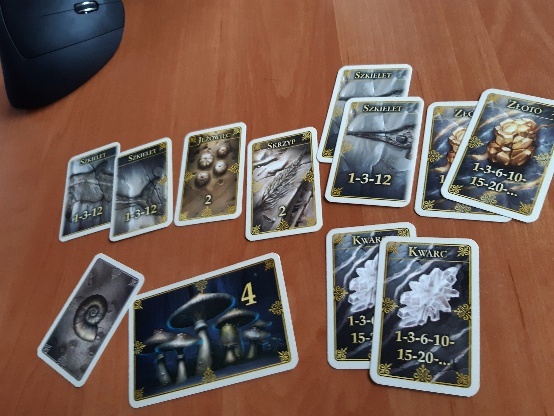 SZKIELET
SZKIELET
1-3-12
ZŁOTO
1-3-6-10-
15-20-...
SZKIELET
1-3-12
SZKIELET
1-3-12
JEŻOWIEC
2
SKRZYP
2
KWARC
1-3-6-10-
15-20-...
4